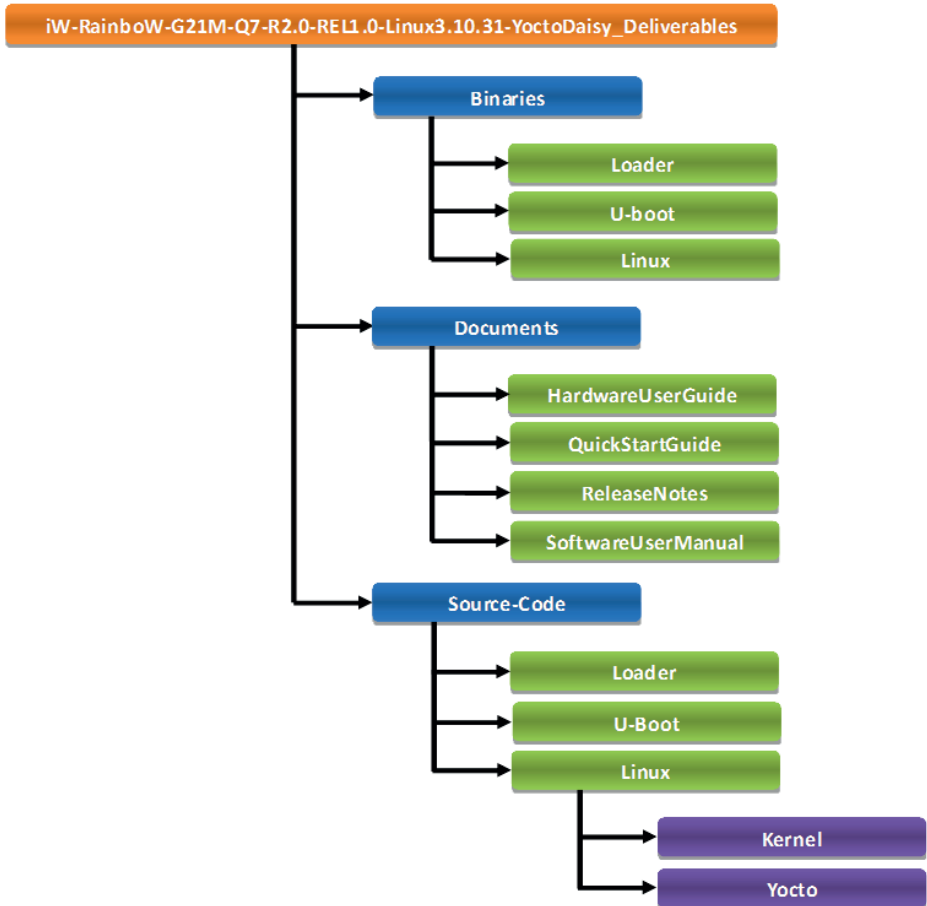 iW-RainboW-G21M-Q7-R2.0-REL1.0-Linux3.10.31-YoctoDaisy_Deliverables
Binaries
Loader
U-boot
Linux
Documents
HardwareUserGuide
QuickStartGuide
ReleaseNotes
SoftwareUserManual
Source-Code
Loader
U-Boot
Linux
Kernel
Yocto